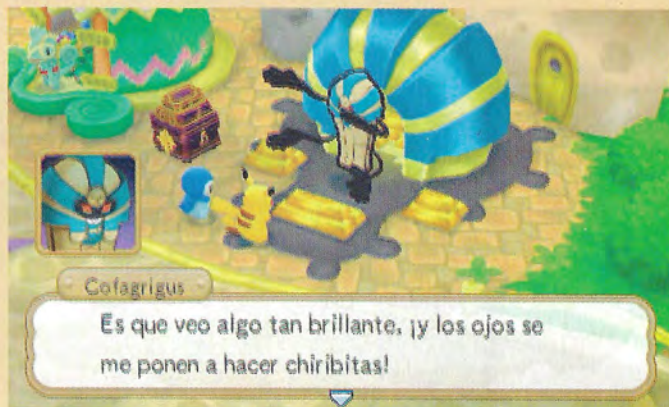 Cofagrigus
Es que veo algo tan brillante, ¡y los ojos se
me ponen a hacer chiribitas!